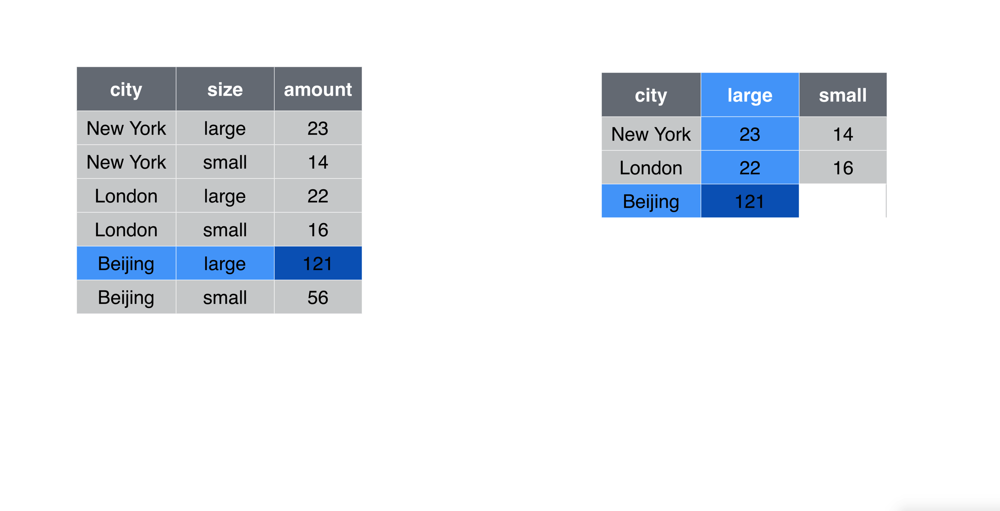 city size amount
New York large 23
New York small 14
London large 22
London small 16
Beijing large 121
Beijing small 56
city large small
New York 23 14
London 22 16
Beijing 121